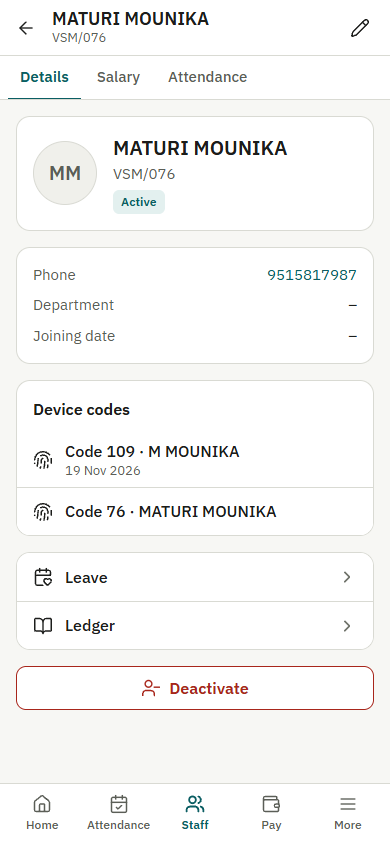 MATURI MOUNIKA
VSM/076
Details Salary Attendance
MM
MATURI MOUNIKA
VSM/076
Active
Phone 9515817987
Department –
Joining date –
Device codes
Code 109 · M MOUNIKA
19 Nov 2026
Code 76 · MATURI MOUNIKA
Leave
Ledger
Deactivate
Home Attendance Staff Pay More